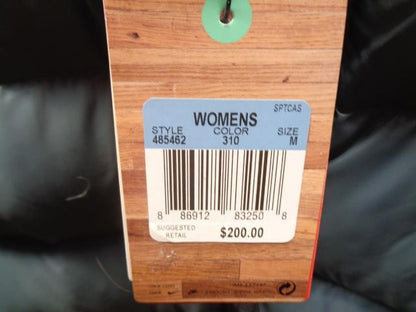 SPTCAS
WOMENS
STYLE COLOR SIZE
485462 310 M
8 86912 83250 8
SUGGESTED
RETAIL $200.00